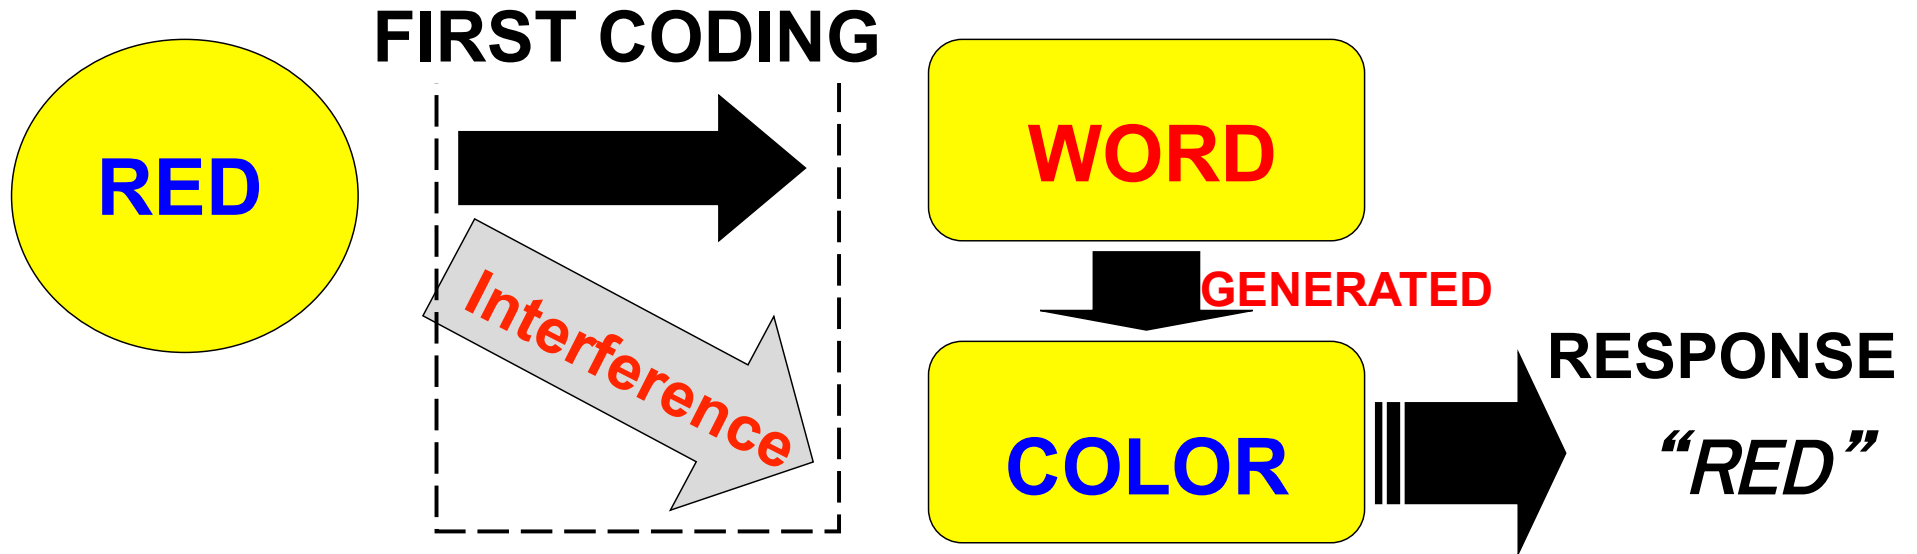 FIRST CODING
RED
WORD
Interference
GENERATED
COLOR
RESPONSE
“RED”